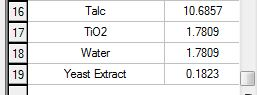 16 Talc 10.6857
17 TiO2 1.7809
18 Water 1.7809
19 Yeast Extract 0.1823